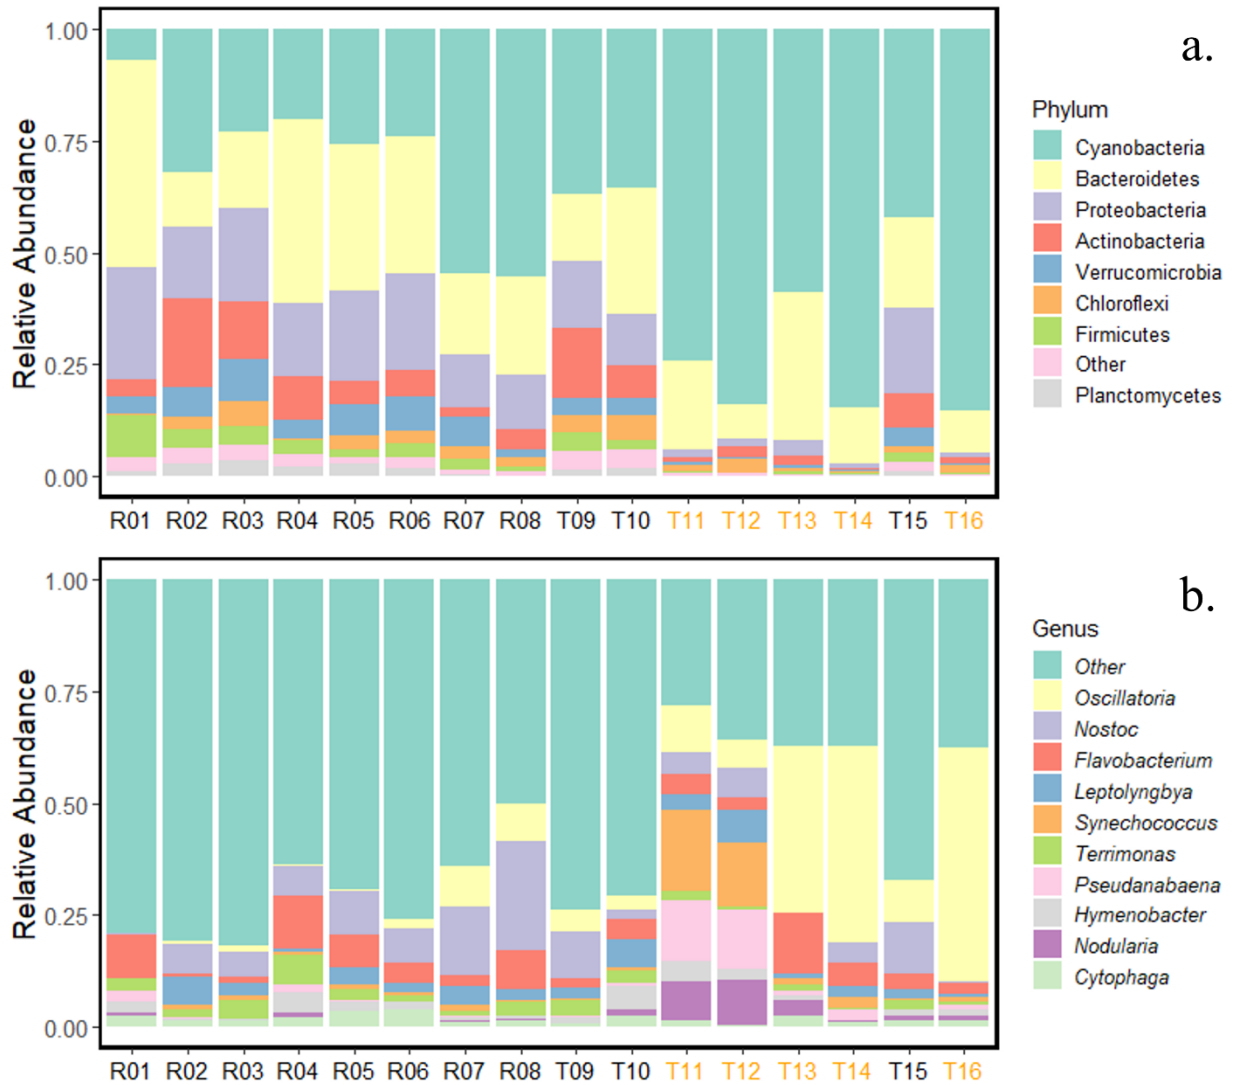 a.
Relative Abundance
1.00
0.75
0.50
0.25
0.00
R01 R02 R03 R04 R05 R06 R07 R08 T09 T10 T11 T12 T13 T14 T15 T16
Phylum
Cyanobacteria
Bacteroidetes
Proteobacteria
Actinobacteria
Verrucomicrobia
Chloroflexi
Firmicutes
Other
Planctomycetes
b.
Relative Abundance
1.00
0.75
0.50
0.25
0.00
R01 R02 R03 R04 R05 R06 R07 R08 T09 T10 T11 T12 T13 T14 T15 T16
Genus
Other
Oscillatoria
Nostoc
Flavobacterium
Leptolyngbya
Synechococcus
Terrimonas
Pseudanabaena
Hymenobacter
Nodularia
Cytophaga